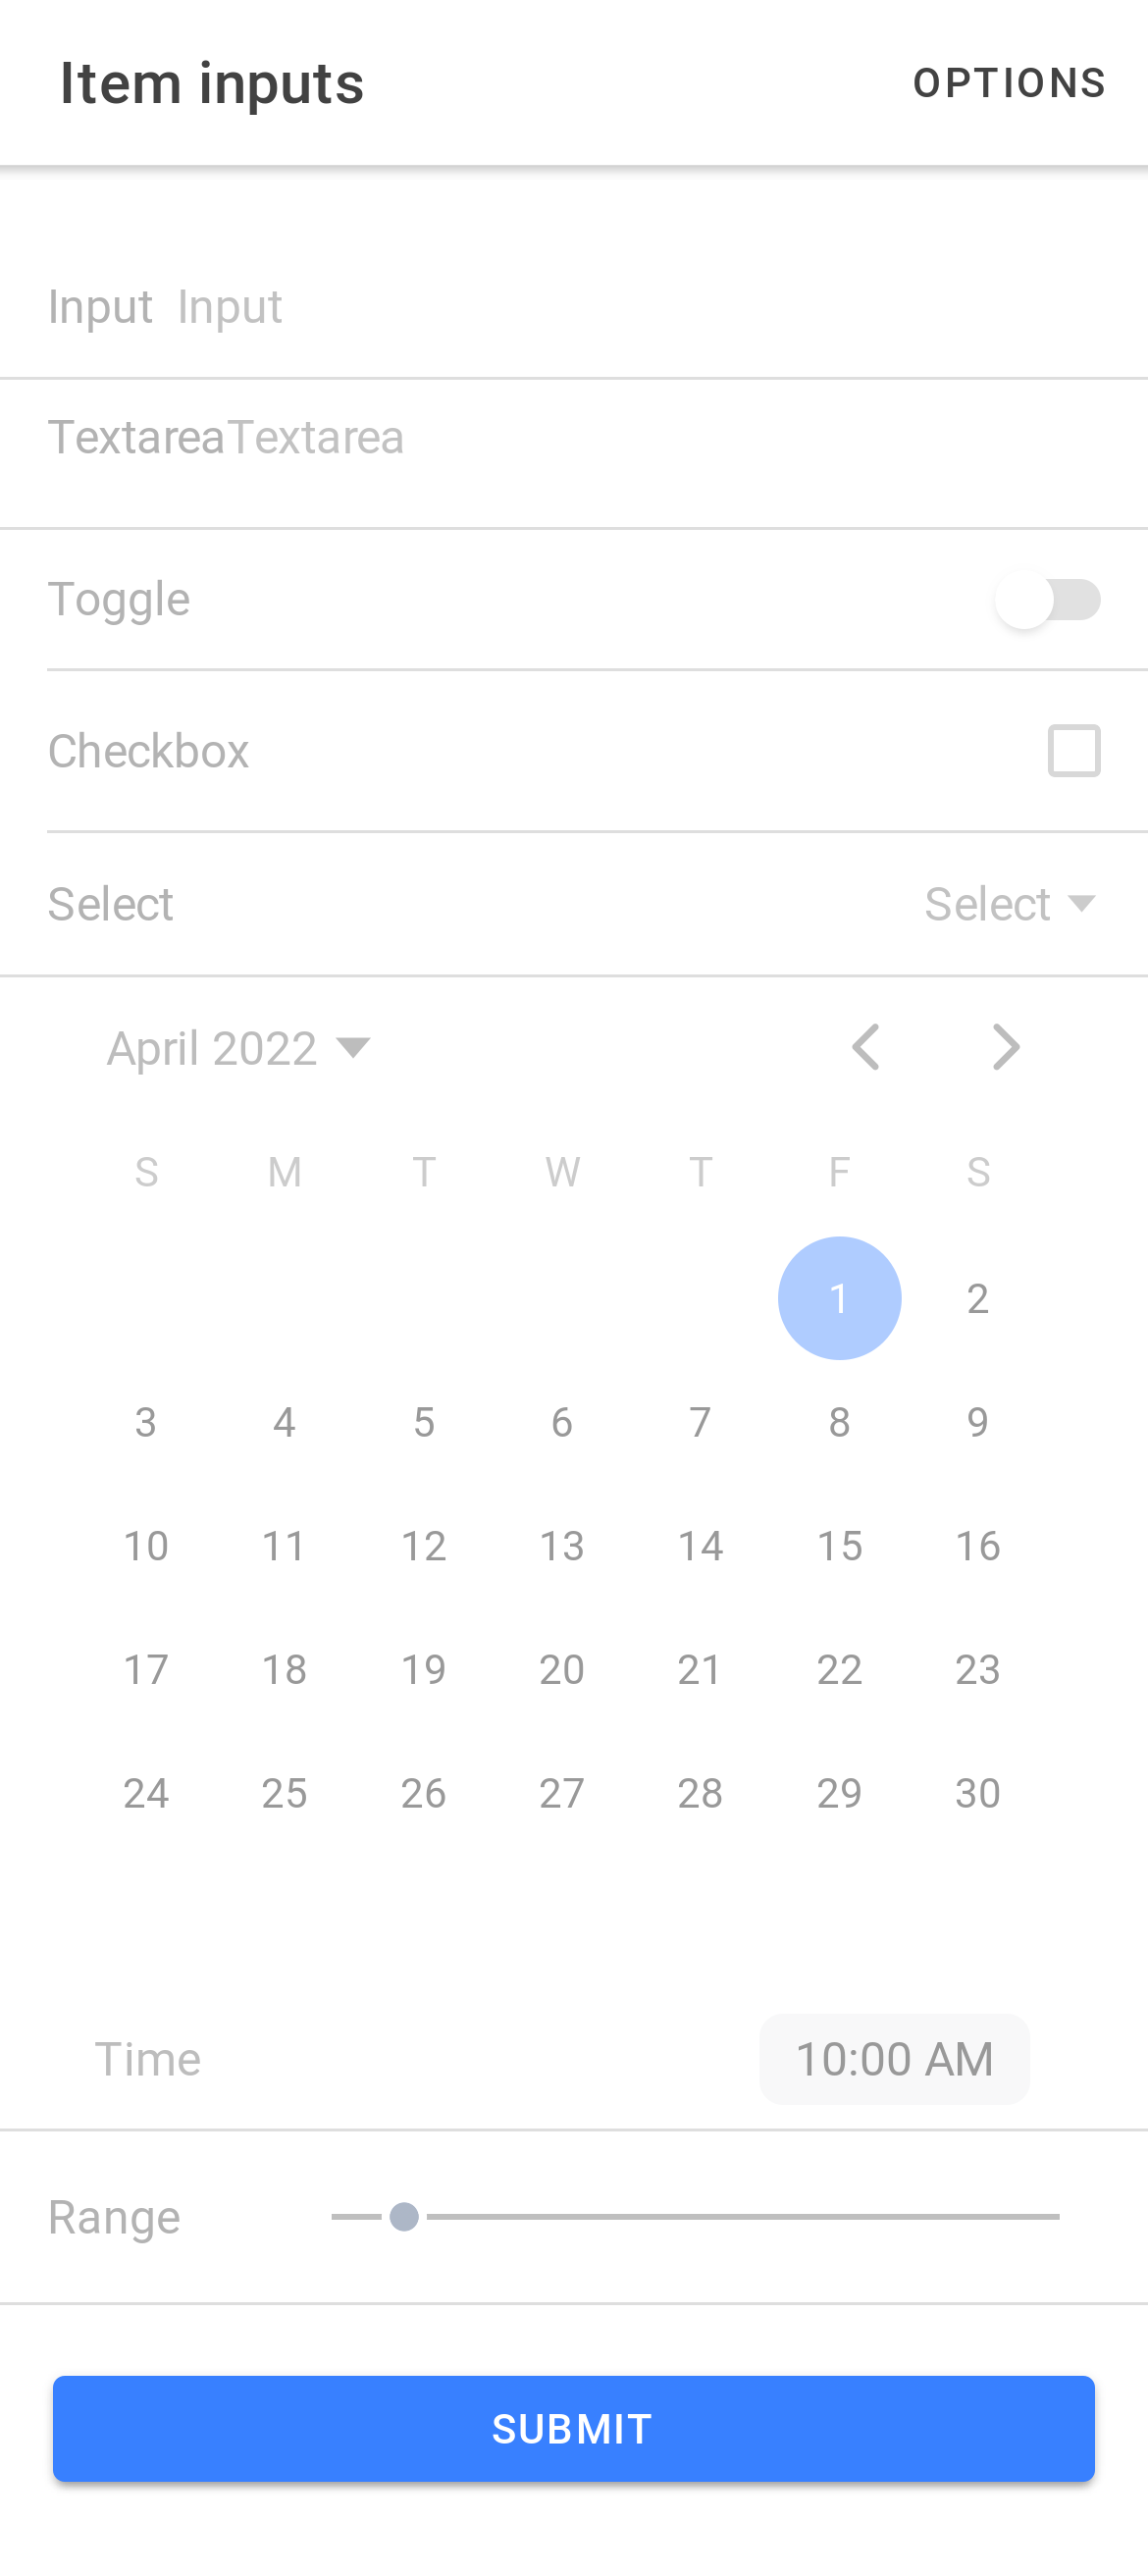 Item inputs OPTIONS
Input Input
Textarea Textarea
Toggle
Checkbox
Select Select
April 2022
S M T W T F S
1 2
3 4 5 6 7 8 9
10 11 12 13 14 15 16
17 18 19 20 21 22 23
24 25 26 27 28 29 30
Time 10:00 AM
Range
SUBMIT